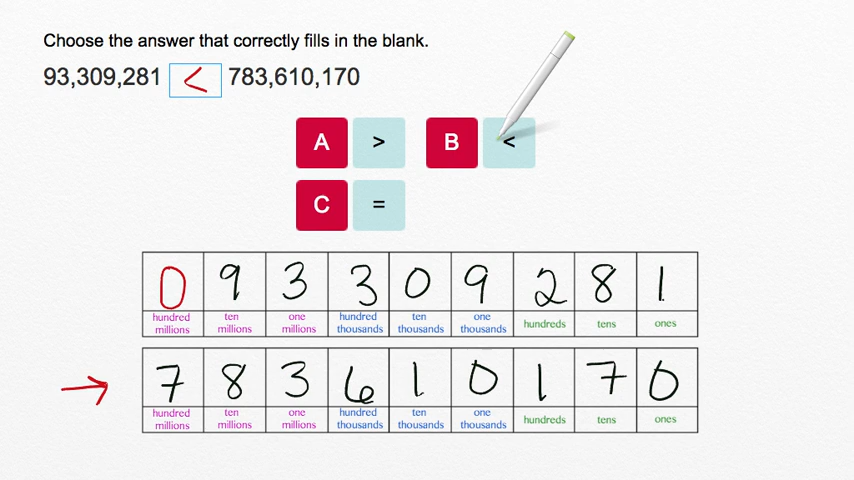 Choose the answer that correctly fills in the blank.
93,309,281 < 783,610,170
A > B <
C =
0 9 3 3 0 9 2 8 1
hundred millions ten millions one millions hundred thousands ten thousands one thousands hundreds tens ones
→ 7 8 3 6 1 0 1 7 0
hundred millions ten millions one millions hundred thousands ten thousands one thousands hundreds tens ones